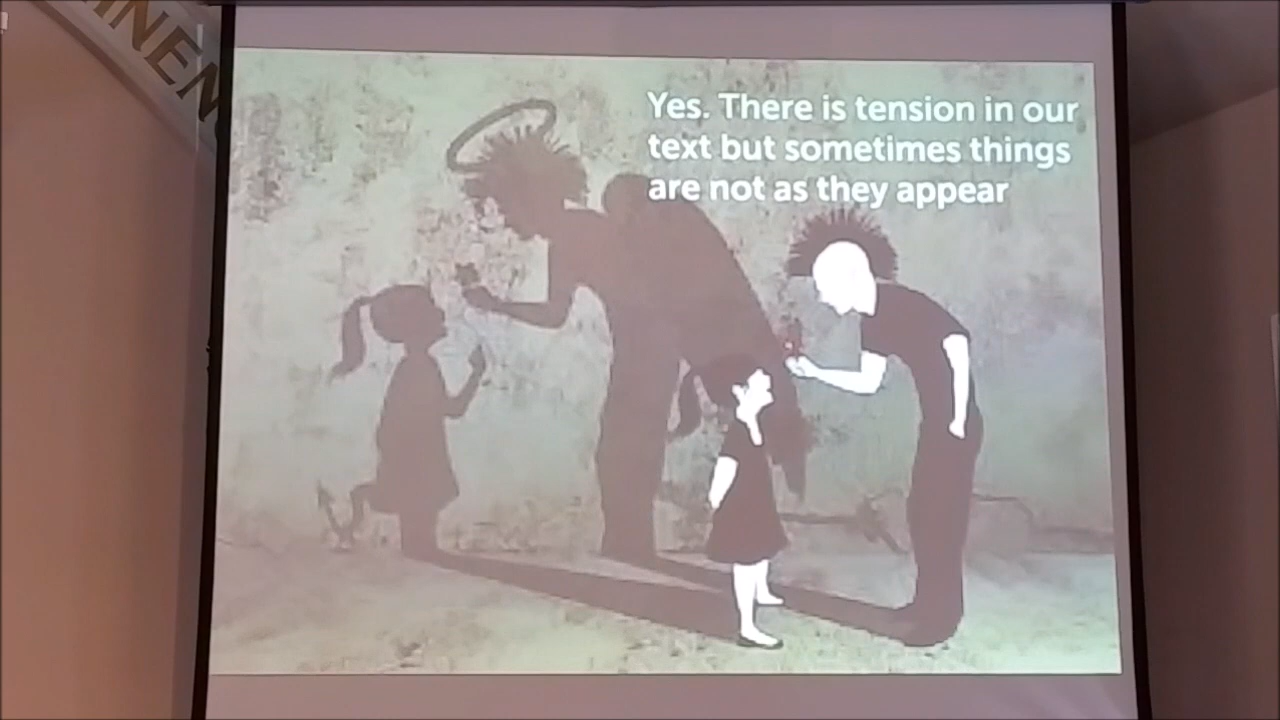 Yes. There is tension in our
text but sometimes things
are not as they appear